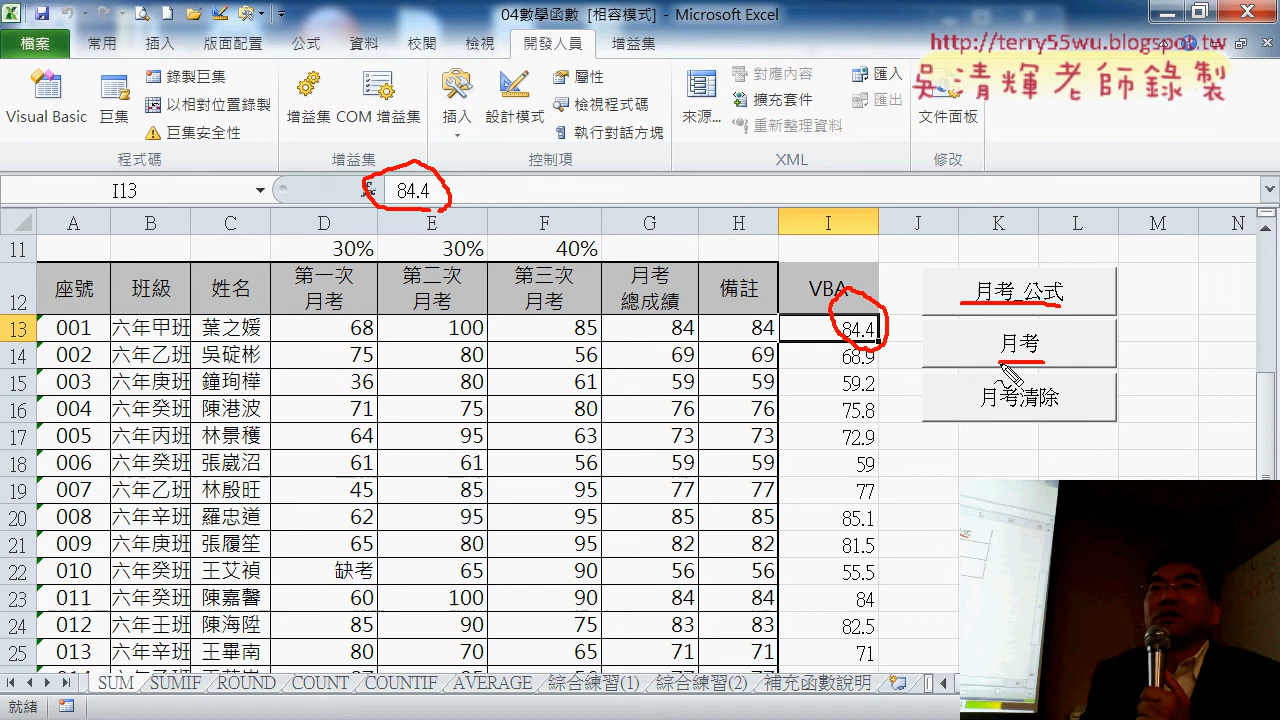 04數學函數 [相容模式] - Microsoft Excel
http://terry55wu.blogspot.tw
吳清輝老師錄製
檔案 常用 插入 版面配置 公式 資料 校閱 檢視 開發人員 增益集
Visual Basic 巨集 錄製巨集 以相對位置錄製 巨集安全性
增益集 COM 增益集
插入 設計模式 屬性 檢視程式碼 執行對話方塊
來源... 對應內容 擴充套件 重新整理資料 匯入 匯出
文件面板
程式碼 增益集 控制項 XML 修改
I13 84.4
A B C D E F G H I J K L M N
11 30% 30% 40%
12 座號 班級 姓名 第一次月考 第二次月考 第三次月考 月考總成績 備註 VBA
13 001 六年甲班 葉之媛 68 100 85 84 84 84.4
14 002 六年乙班 吳碇彬 75 80 56 69 69 68.9
15 003 六年庚班 鐘珣樺 36 80 61 59 59 59.2
16 004 六年癸班 陳港波 71 75 80 76 76 75.8
17 005 六年丙班 林景穫 64 95 63 73 73 72.9
18 006 六年癸班 張崴沼 61 61 56 59 59 59
19 007 六年乙班 林殷旺 45 85 95 77 77 77
20 008 六年辛班 羅忠道 62 95 95 85 85 85.1
21 009 六年庚班 張履笙 65 80 95 82 82 81.5
22 010 六年癸班 王艾禎 缺考 65 90 56 56 55.5
23 011 六年癸班 陳嘉馨 60 100 90 84 84 84
24 012 六年壬班 陳海陞 85 90 75 83 83 82.5
25 013 六年辛班 王畢南 80 70 65 71 71 71
月考_公式
月考
月考清除
SUM SUMIF ROUND COUNT COUNTIF AVERAGE 綜合練習(1) 綜合練習(2) 補充函數說明
就緒